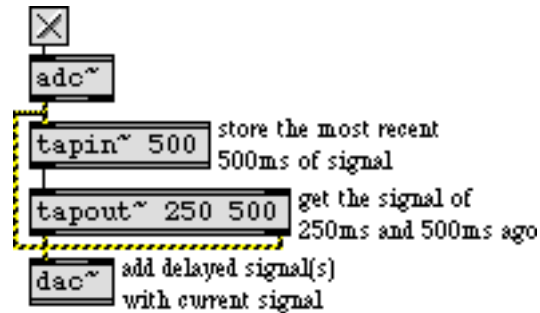 adc~
tapin~ 500
store the most recent
500ms of signal
tapout~ 250 500
get the signal of
250ms and 500ms ago
dac~
add delayed signal(s)
with current signal